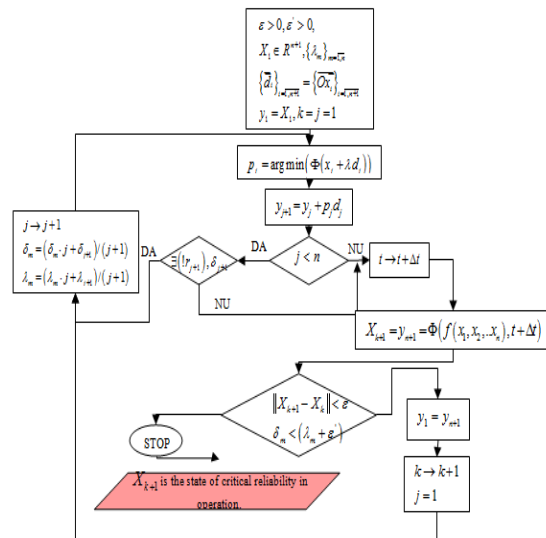 ε > 0, ε' > 0,
X₁ ∈ Rⁿ⁺¹, {λₘ}ₘ₌₁,ₙ
{d̄ᵢ}ᵢ₌₁,ₙ₊₁ = {Ox̄ᵢ}ᵢ₌₁,ₙ₊₁
y₁ = X₁, k = j = 1
pᵢ = arg min(Φ(xᵢ + λdᵢ))
yⱼ₊₁ = yⱼ + pⱼdⱼ
j → j+1
δₘ = (δₘ · j + δⱼ₊₁)/(j+1)
λₘ = (λₘ · j + λⱼ₊₁)/(j+1)
DA
∃(!rⱼ₊₁), δⱼ₊₁
DA
j < n
NU
t → t + Δt
NU
Xₖ₊₁ = yₙ₊₁ = Φ(f(x₁, x₂, ..xₙ), t + Δt)
‖Xₖ₊₁ − Xₖ‖ < ε
δₘ < (λₘ + ε')
STOP
y₁ = yₙ₊₁
Xₖ₊₁ is the state of critical reliability in
operation.
k → k+1
j = 1